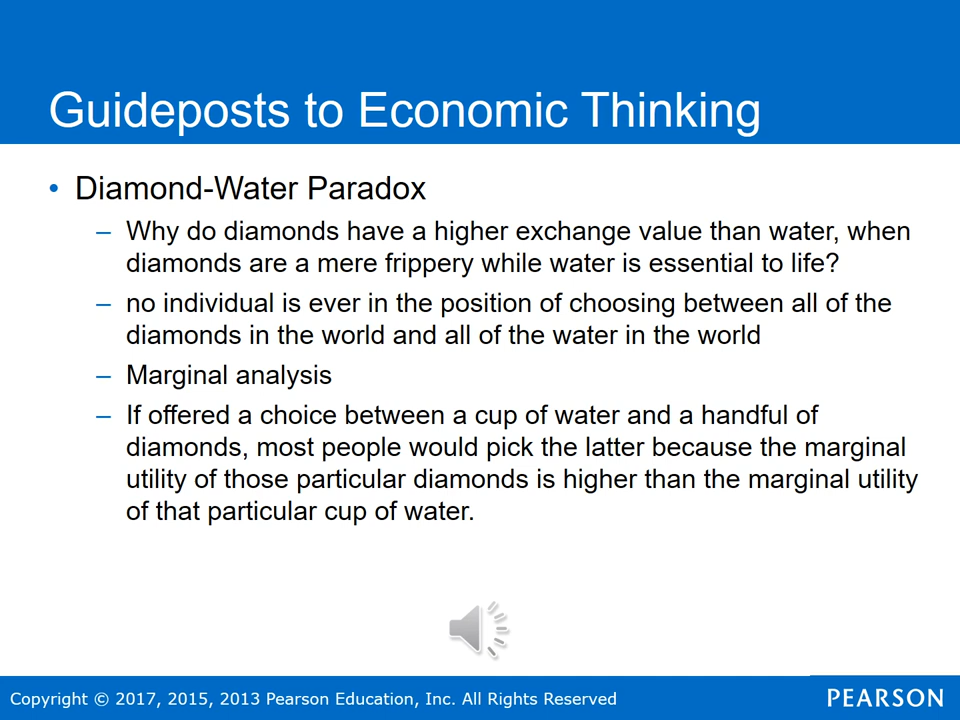 Guideposts to Economic Thinking
• Diamond-Water Paradox
– Why do diamonds have a higher exchange value than water, when
diamonds are a mere frippery while water is essential to life?
– no individual is ever in the position of choosing between all of the
diamonds in the world and all of the water in the world
– Marginal analysis
– If offered a choice between a cup of water and a handful of
diamonds, most people would pick the latter because the marginal
utility of those particular diamonds is higher than the marginal utility
of that particular cup of water.
Copyright © 2017, 2015, 2013 Pearson Education, Inc. All Rights Reserved
PEARSON